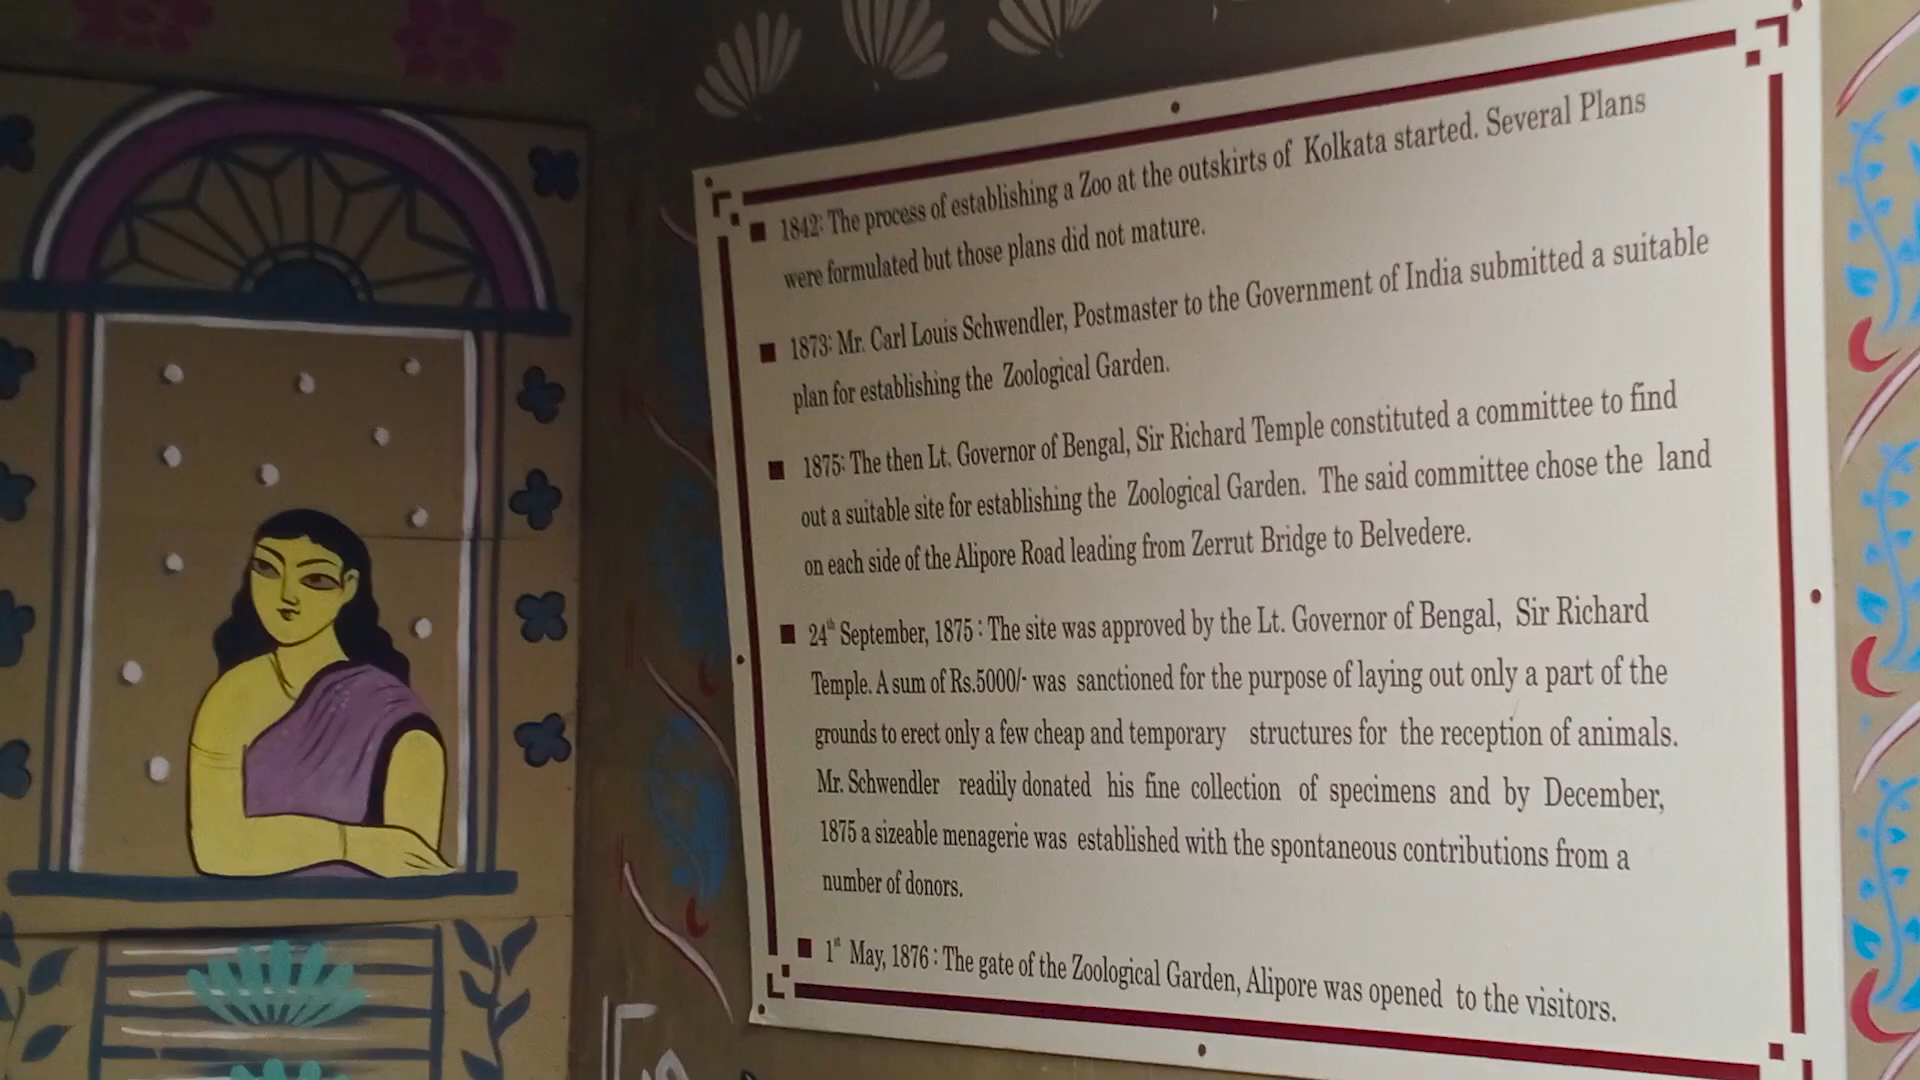 1842: The process of establishing a Zoo at the outskirts of Kolkata started. Several Plans
were formulated but those plans did not mature.
1873: Mr. Carl Louis Schwendler, Postmaster to the Government of India submitted a suitable
plan for establishing the Zoological Garden.
1875: The then Lt. Governor of Bengal, Sir Richard Temple constituted a committee to find
out a suitable site for establishing the Zoological Garden. The said committee chose the land
on each side of the Alipore Road leading from Zerrut Bridge to Belvedere.
24th September, 1875 : The site was approved by the Lt. Governor of Bengal, Sir Richard
Temple. A sum of Rs.5000/- was sanctioned for the purpose of laying out only a part of the
grounds to erect only a few cheap and temporary structures for the reception of animals.
Mr. Schwendler readily donated his fine collection of specimens and by December,
1875 a sizeable menagerie was established with the spontaneous contributions from a
number of donors.
1st May, 1876 : The gate of the Zoological Garden, Alipore was opened to the visitors.